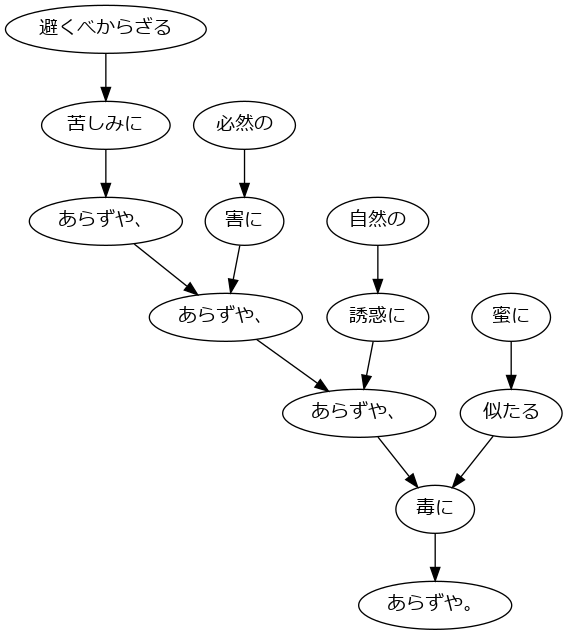 避くべからざる
苦しみに
必然の
あらずや、
害に
自然の
あらずや、
誘惑に
蜜に
あらずや、
似たる
毒に
あらずや。